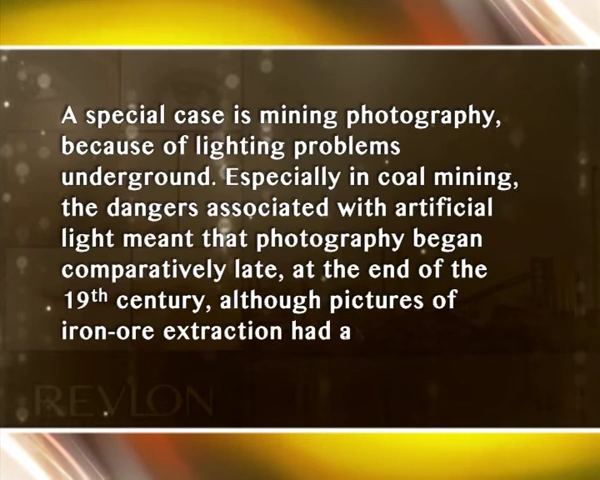 A special case is mining photography,
because of lighting problems
underground. Especially in coal mining,
the dangers associated with artificial
light meant that photography began
comparatively late, at the end of the
19th century, although pictures of
iron-ore extraction had a
REVLON